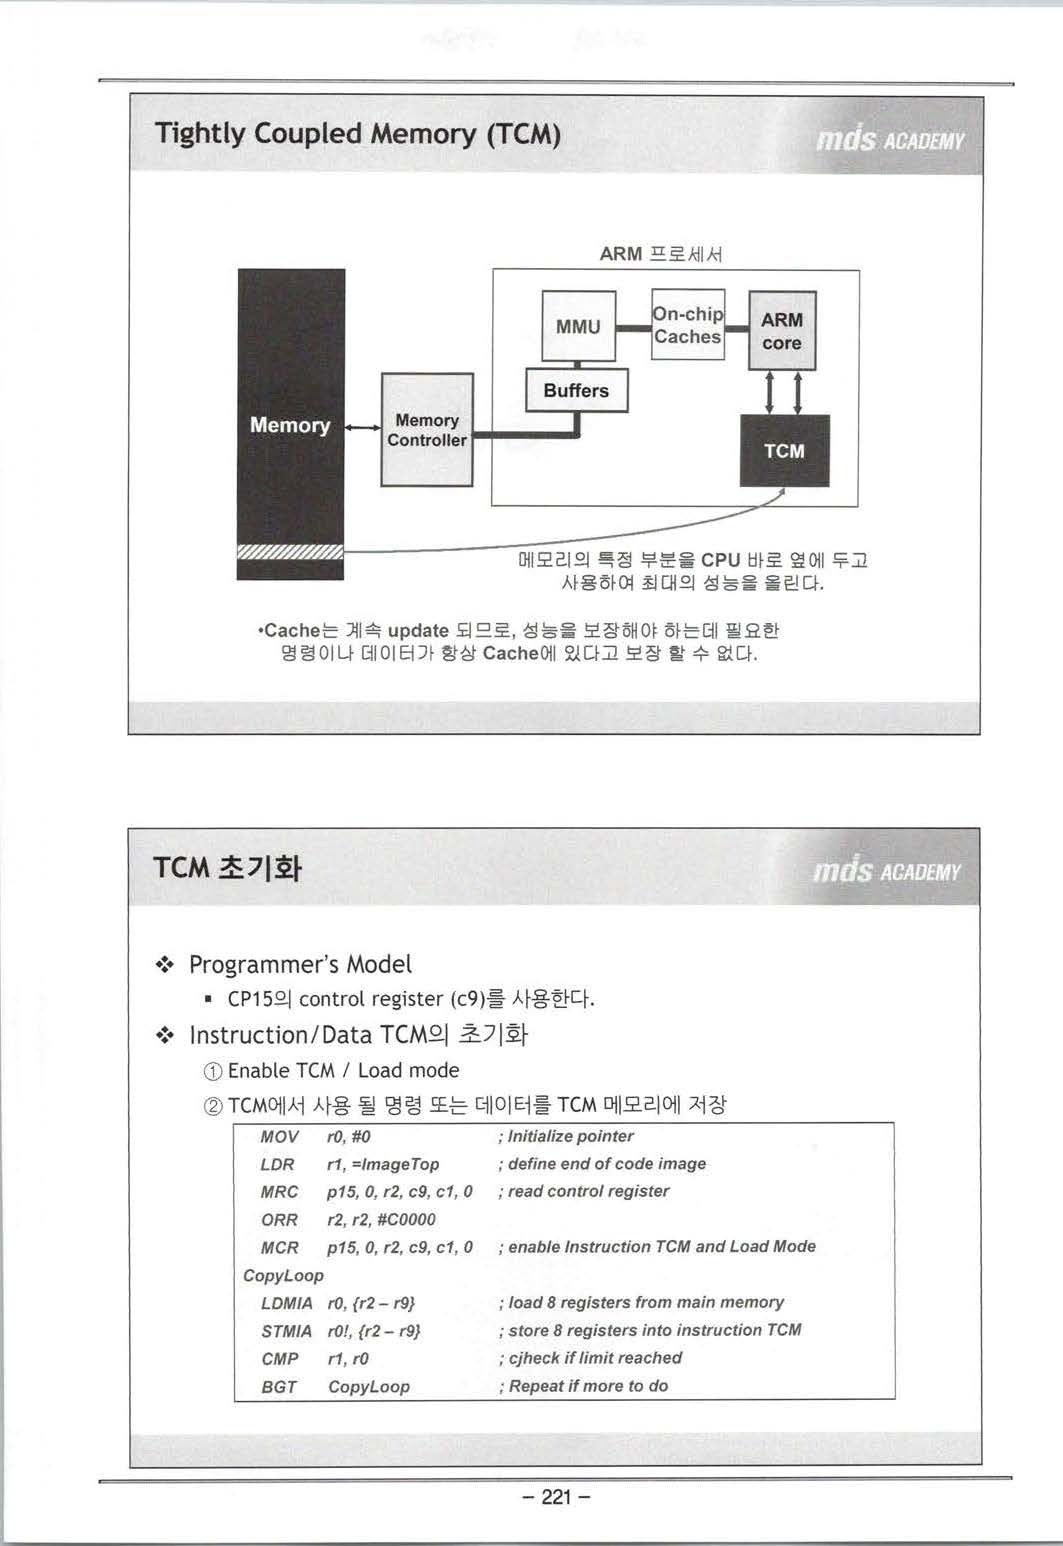 Tightly Coupled Memory (TCM)
mds ACADEMY
ARM 프로세서
MMU
On-chip
Caches
ARM
core
Buffers
Memory
Memory
Controller
TCM
메모리의 특정 부분을 CPU 바로 옆에 두고
사용하여 최대의 성능을 올린다.
•Cache는 계속 update 되므로, 성능을 보장해야 하는데 필요한
명령이나 데이터가 항상 Cache에 있다고 보장 할 수 없다.
TCM 초기화
mds ACADEMY
❖ Programmer's Model
▪ CP15의 control register (c9)를 사용한다.
❖ Instruction/Data TCM의 초기화
① Enable TCM / Load mode
② TCM에서 사용 될 명령 또는 데이터를 TCM 메모리에 저장
MOV r0, #0 ; Initialize pointer
LDR r1, =ImageTop ; define end of code image
MRC p15, 0, r2, c9, c1, 0 ; read control register
ORR r2, r2, #C0000
MCR p15, 0, r2, c9, c1, 0 ; enable Instruction TCM and Load Mode
CopyLoop
LDMIA r0, {r2 – r9} ; load 8 registers from main memory
STMIA r0!, {r2 – r9} ; store 8 registers into instruction TCM
CMP r1, r0 ; cjheck if limit reached
BGT CopyLoop ; Repeat if more to do
– 221 –